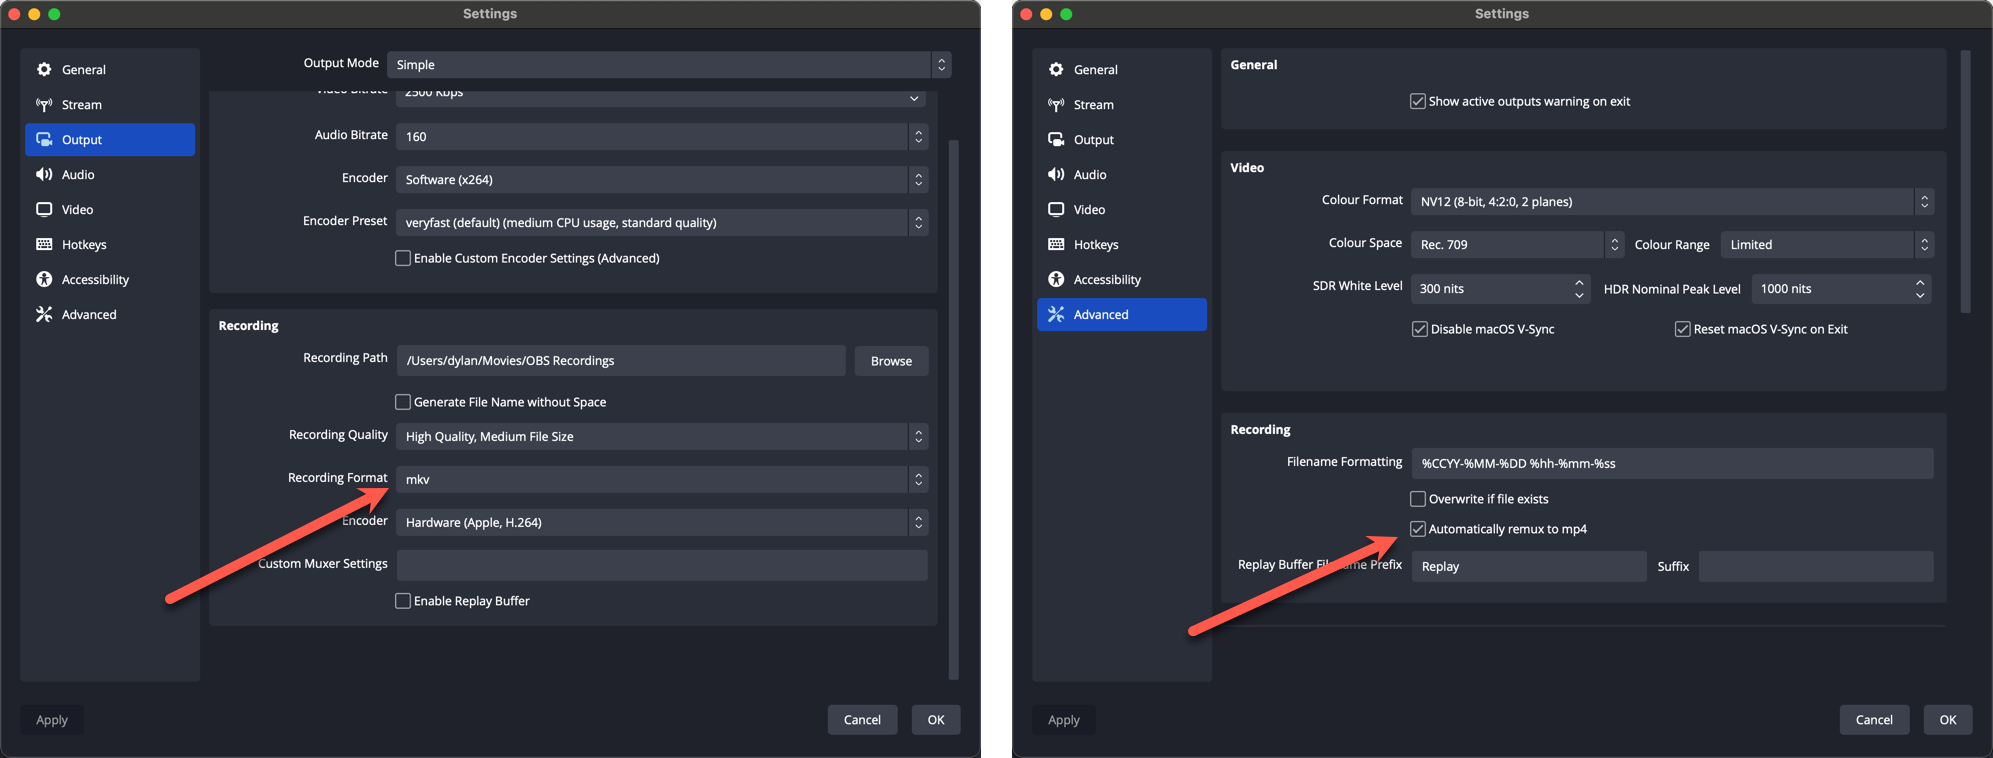 Settings
General
Stream
Output
Audio
Video
Hotkeys
Accessibility
Advanced
Output Mode Simple
Video Bitrate 2500 Kbps
Audio Bitrate 160
Encoder Software (x264)
Encoder Preset veryfast (default) (medium CPU usage, standard quality)
Enable Custom Encoder Settings (Advanced)
Recording
Recording Path /Users/dylan/Movies/OBS Recordings Browse
Generate File Name without Space
Recording Quality High Quality, Medium File Size
Recording Format mkv
Encoder Hardware (Apple, H.264)
Custom Muxer Settings
Enable Replay Buffer
Apply Cancel OK
Settings
General
Stream
Output
Audio
Video
Hotkeys
Accessibility
Advanced
General
Show active outputs warning on exit
Video
Colour Format NV12 (8-bit, 4:2:0, 2 planes)
Colour Space Rec. 709 Colour Range Limited
SDR White Level 300 nits HDR Nominal Peak Level 1000 nits
Disable macOS V-Sync Reset macOS V-Sync on Exit
Recording
Filename Formatting %CCYY-%MM-%DD %hh-%mm-%ss
Overwrite if file exists
Automatically remux to mp4
Replay Buffer Filename Prefix Replay Suffix
Apply Cancel OK